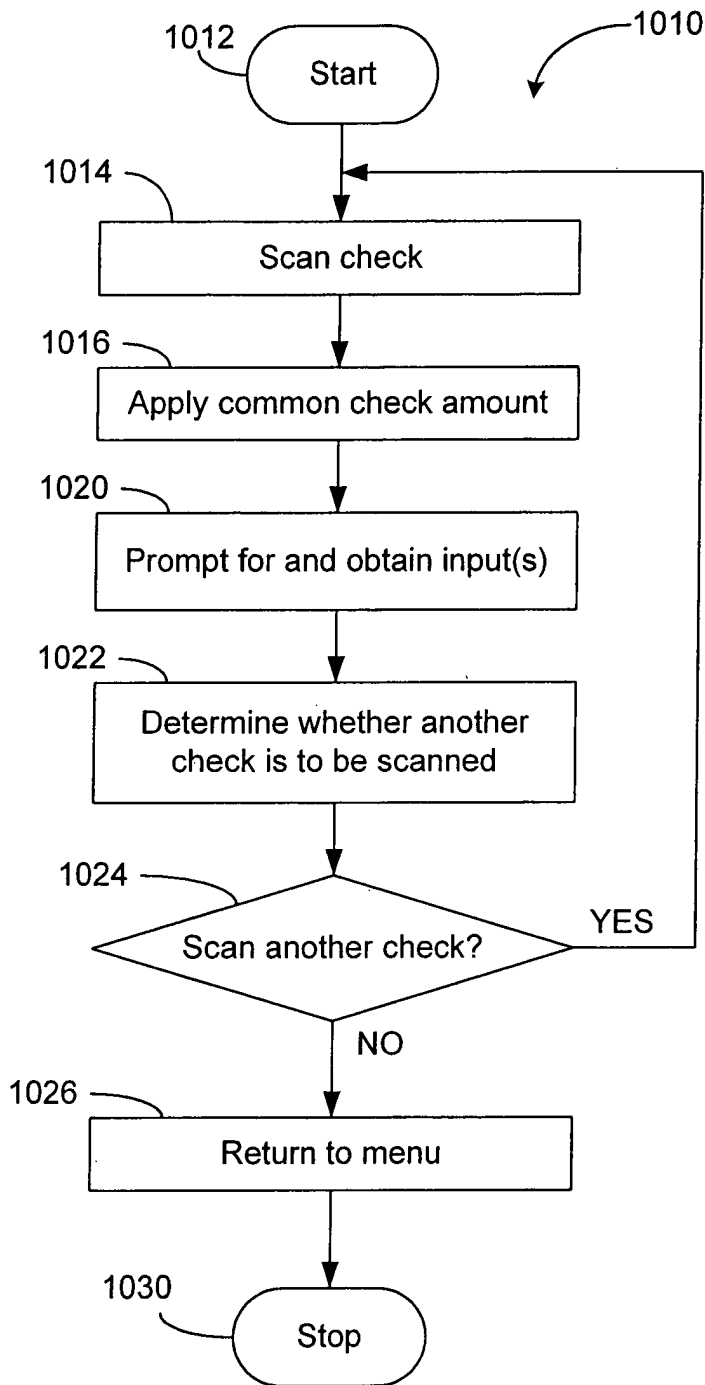 1012
1010
Start
1014
Scan check
1016
Apply common check amount
1020
Prompt for and obtain input(s)
1022
Determine whether another
check is to be scanned
1024
YES
Scan another check?
NO
1026
Return to menu
1030
Stop